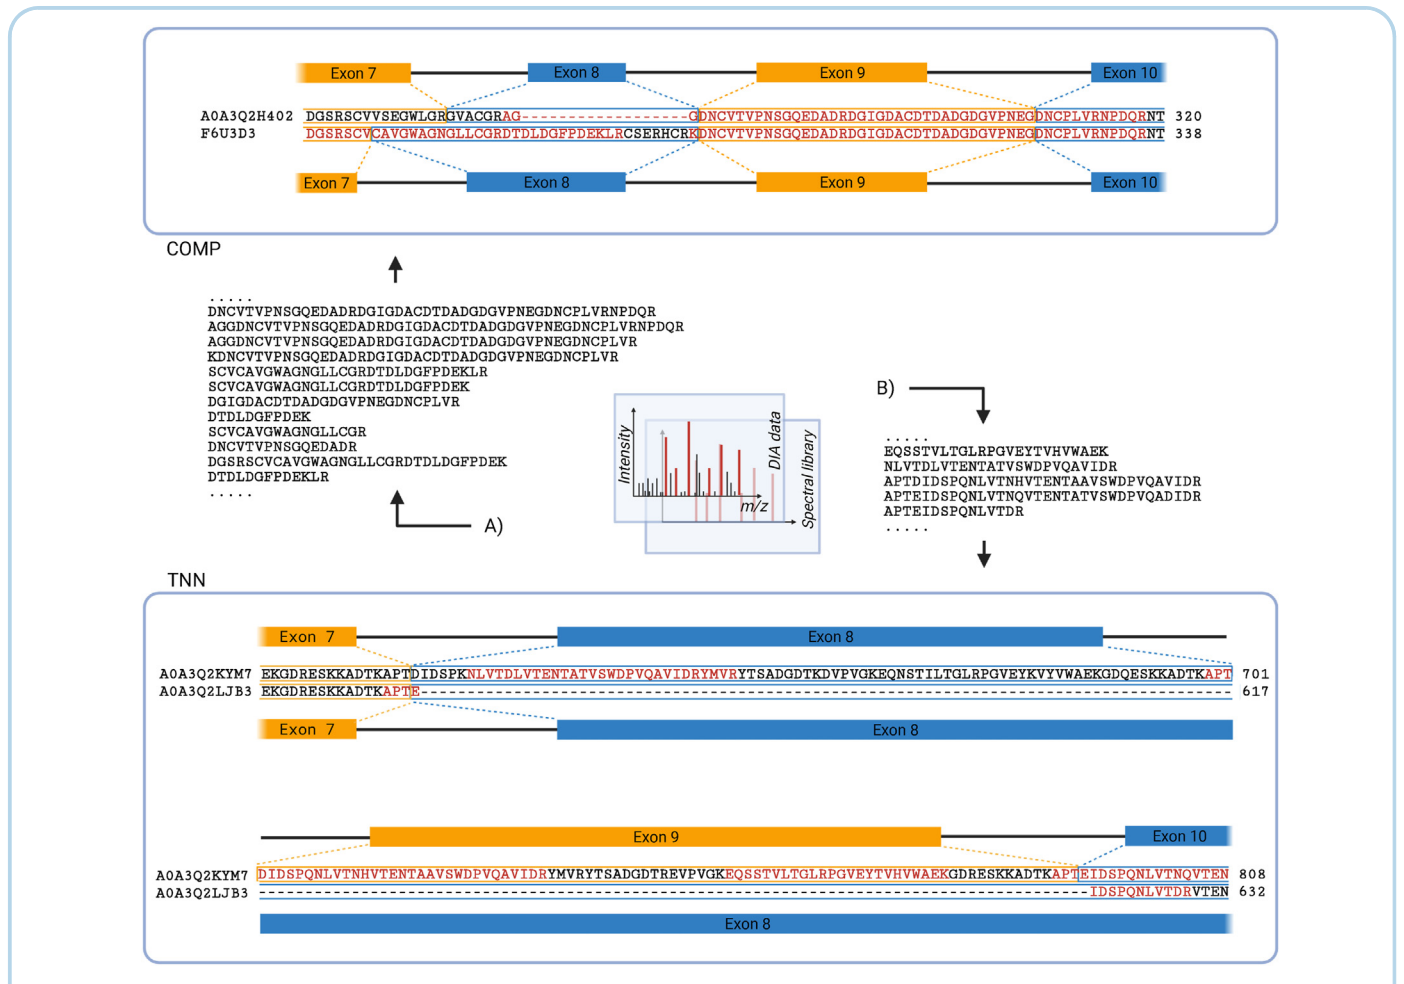 Exon 7 Exon 8 Exon 9 Exon 10
A0A3Q2H402 DGSRSCVVSEGWLGRGVACGRAG--------------------GDNCVTVPNSGQEDADRDGIGDACDTDADGDGVPNEGDNCPLVRNPDQRNT 320
F6U3D3 DGSRSCVCAVGWAGNGLLCGRDTDLDGFPDEKLRCSERHCRKDNCVTVPNSGQEDADRDGIGDACDTDADGDGVPNEGDNCPLVRNPDQRNT 338
Exon 7 Exon 8 Exon 9 Exon 10
COMP
.....
DNCVTVPNSGQEDADRDGIGDACDTDADGDGVPNEGDNCPLVRNPDQR
AGGDNCVTVPNSGQEDADRDGIGDACDTDADGDGVPNEGDNCPLVRNPDQR
AGGDNCVTVPNSGQEDADRDGIGDACDTDADGDGVPNEGDNCPLVR
KDNCVTVPNSGQEDADRDGIGDACDTDADGDGVPNEGDNCPLVR
SCVCAVGWAGNGLLCGRDTDLDGFPDEKLR
SCVCAVGWAGNGLLCGRDTDLDGFPDEK
DGIGDACDTDADGDGVPNEGDNCPLVR
DTDLDGFPDEK
SCVCAVGWAGNGLLCGR
DNCVTVPNSGQEDADR
DGSRSCVCAVGWAGNGLLCGRDTDLDGFPDEK
DTDLDGFPDEKLR
.....
A)
Intensity
m/z
DIA data
Spectral library
B)
.....
EQSSTVLTGLRPGVEYTVHVWAEK
NLVTDLVTENTATVSWDPVQAVIDR
APTDIDSPQNLVTNHVTENTAAVSWDPVQAVIDR
APTEIDSPQNLVTNQVTENTATVSWDPVQADIDR
APTEIDSPQNLVTDR
.....
TNN
Exon 7 Exon 8
A0A3Q2KYM7 EKGDRESKKADTKAPTDIDSPKNLVTDLVTENTATVSWDPVQAVIDRYMVRYTSADGDTKDVPVGKEQNSTILTGLRPGVEYKVYVWAEKGDQESKKADTKAPT 701
A0A3Q2LJB3 EKGDRESKKADTKAPTE--------------------------------------------------------------------------------------- 617
Exon 7 Exon 8
Exon 9 Exon 10
A0A3Q2KYM7 DIDSPQNLVTNHVTENTAAVSWDPVQAVIDRYMVRYTSADGDTREVPVGKEQSSTVLTGLRPGVEYTVHVWAEKGDRESKKADTKAPTEIDSPQNLVTNQVTEN 808
A0A3Q2LJB3 -----------------------------------------------------------------------------------------IDSPQNLVTDRVTEN 632
Exon 8